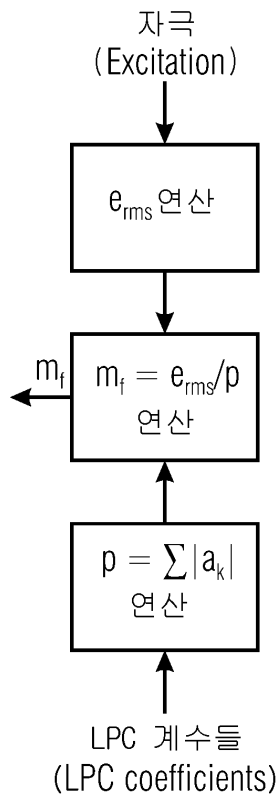 자극
(Excitation)
e_rms 연산
m_f
m_f = e_rms/p
연산
p = ∑|a_k|
연산
LPC 계수들
(LPC coefficients)